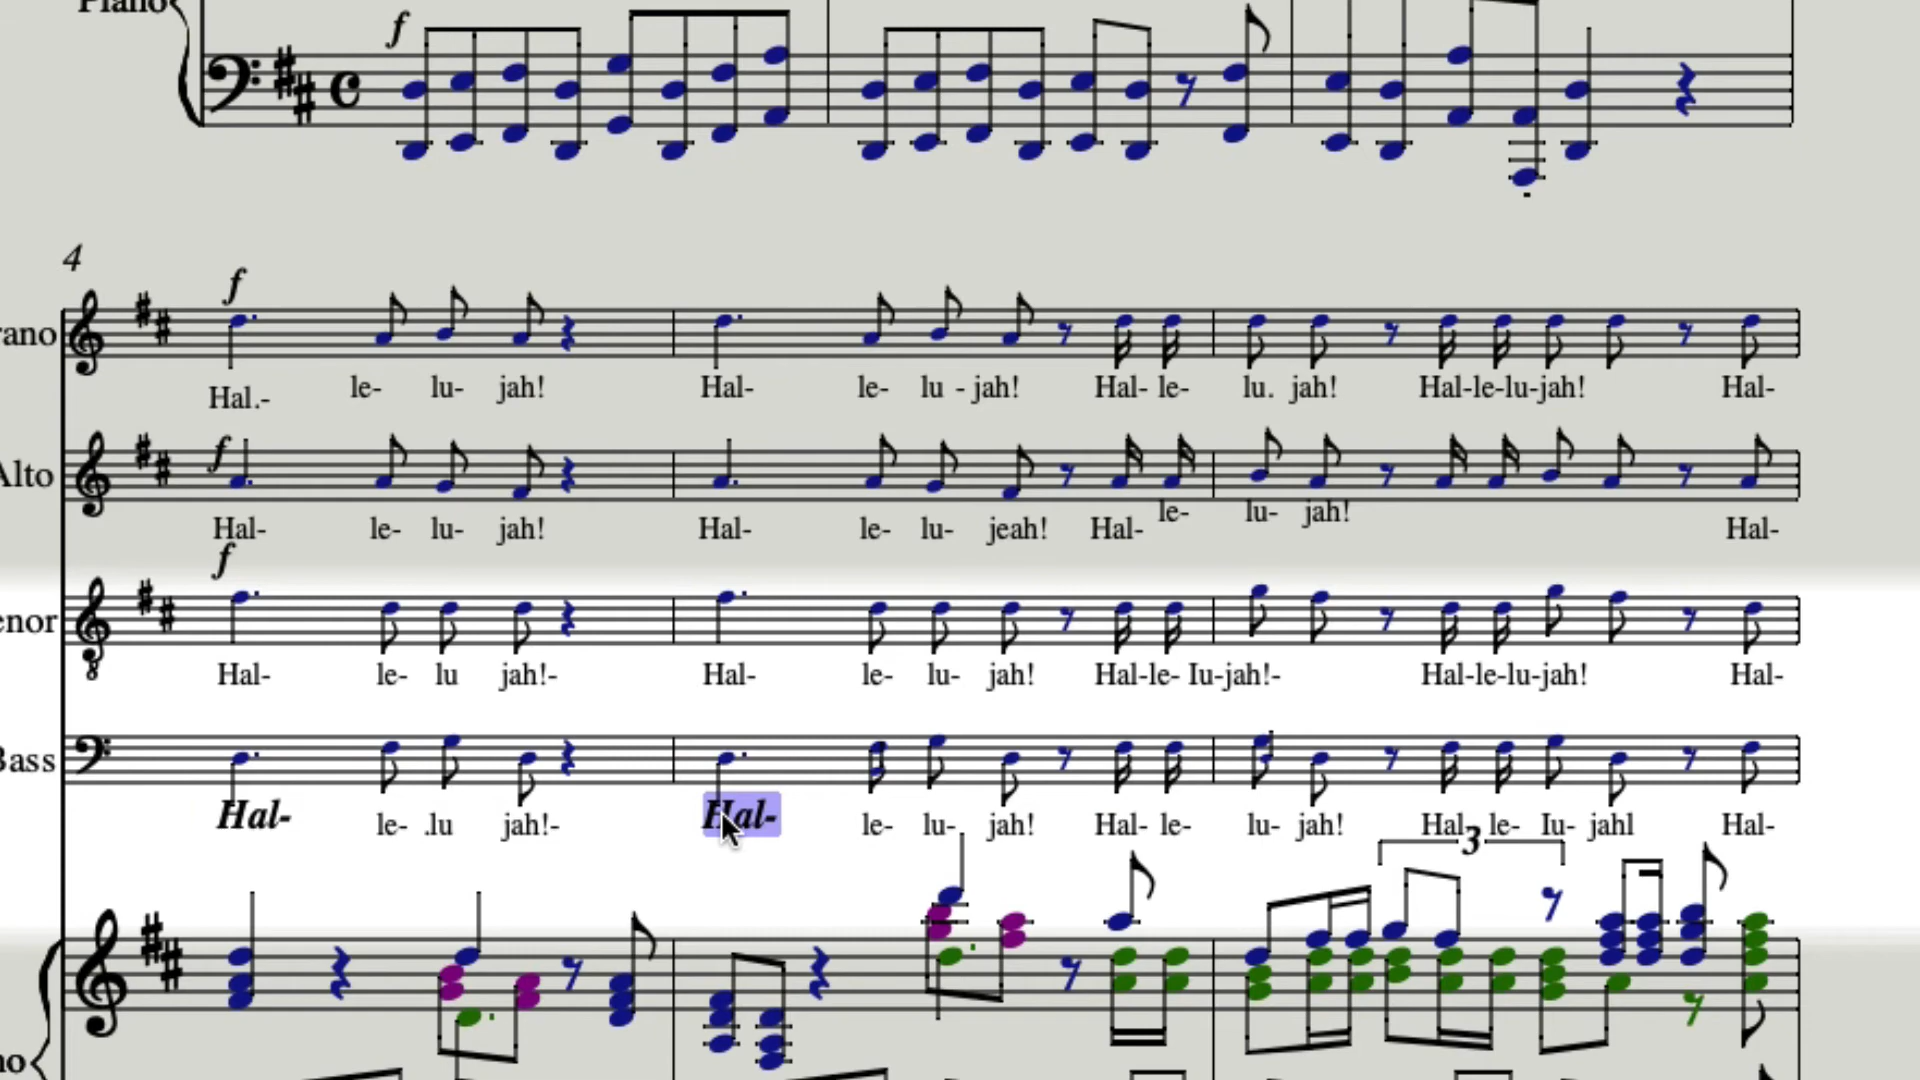 Piano
f
4
f
rano
Hal.- le- lu- jah! Hal- le- lu - jah! Hal- le- lu. jah! Hal-le-lu-jah! Hal-
f
Alto
Hal- le- lu- jah! Hal- le- lu- jeah! Hal- le- lu- jah! Hal-
f
enor
8
Hal- le- lu jah!- Hal- le- lu- jah! Hal-le- Iu-jah!- Hal-le-lu-jah! Hal-
Bass
Hal- le- .lu jah!- Hal- le- lu- jah! Hal- le- lu- jah! Hal- le- Iu- jahl Hal-
3
no